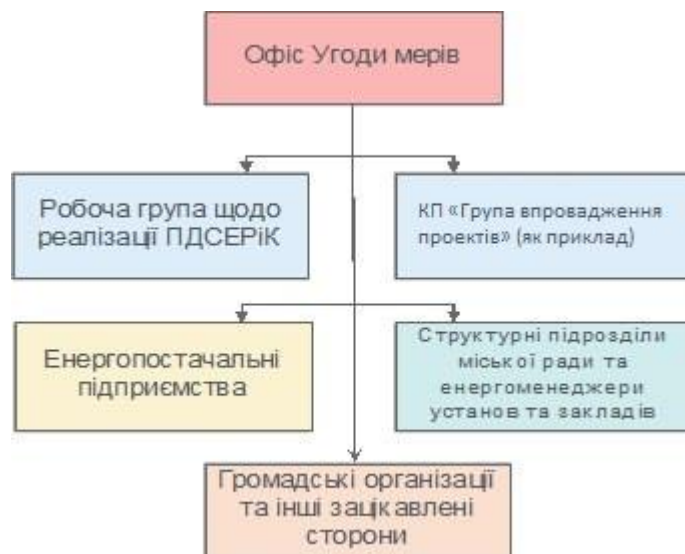 Офіс Угоди мерів
Робоча група щодо
реалізації ПДСЕРіК
КП «Група впровадження
проектів» (як приклад)
Енергопостачальні
підприємства
Структурні підрозділи
міської ради та
енергоменеджери
установ та закладів
Громадські організації
та інші зацікавлені
сторони